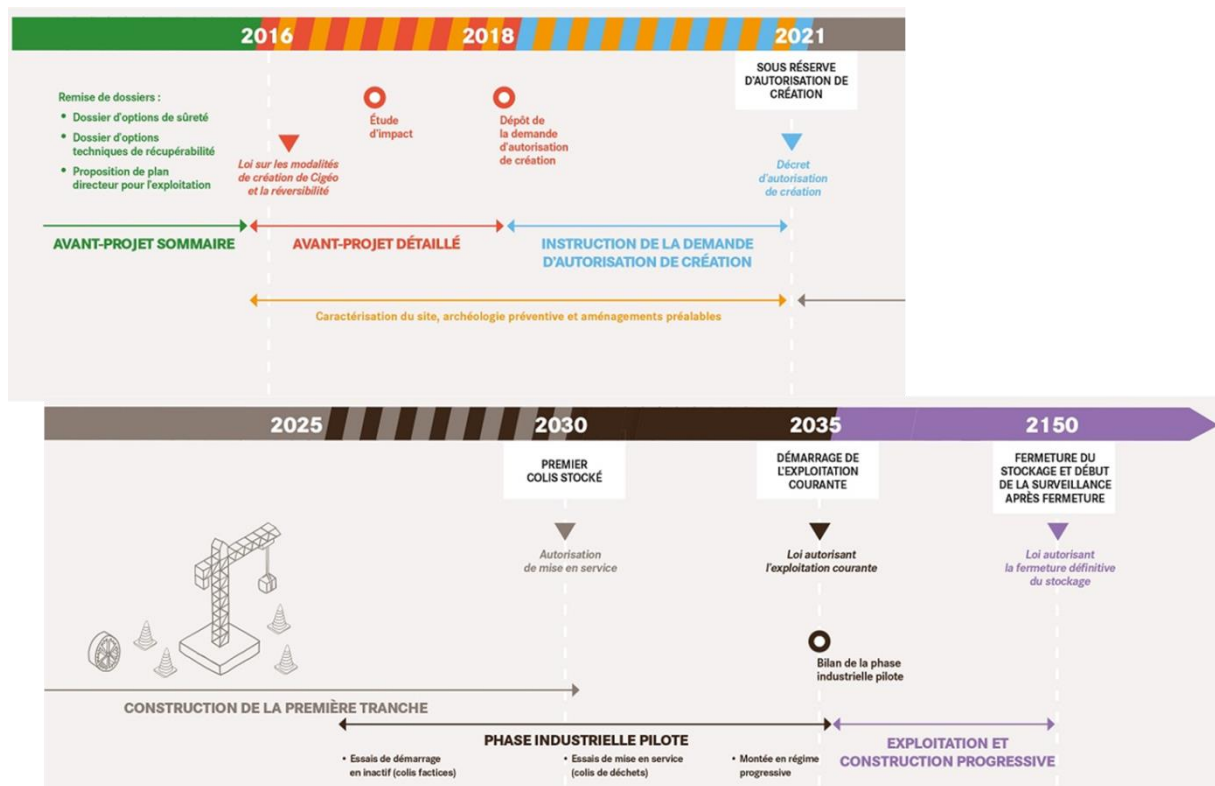 2016
2018
2021
SOUS RÉSERVE
D'AUTORISATION DE
CRÉATION
Remise de dossiers :
• Dossier d'options de sûreté
• Dossier d'options
techniques de récupérabilité
• Proposition de plan
directeur pour l'exploitation
Loi sur les modalités
de création de Cigéo
et la réversibilité
Étude
d'impact
Dépôt de
la demande
d'autorisation
de création
Décret
d'autorisation
de création
AVANT-PROJET SOMMAIRE
AVANT-PROJET DÉTAILLÉ
INSTRUCTION DE LA DEMANDE
D'AUTORISATION DE CRÉATION
Caractérisation du site, archéologie préventive et aménagements préalables
2025
2030
2035
2150
PREMIER
COLIS STOCKÉ
DÉMARRAGE DE
L'EXPLOITATION
COURANTE
FERMETURE DU
STOCKAGE ET DÉBUT
DE LA SURVEILLANCE
APRÈS FERMETURE
Autorisation
de mise en service
Loi autorisant
l'exploitation courante
Loi autorisant
la fermeture définitive
du stockage
Bilan de la phase
industrielle pilote
CONSTRUCTION DE LA PREMIÈRE TRANCHE
PHASE INDUSTRIELLE PILOTE
• Essais de démarrage
en inactif (colis factices)
• Essais de mise en service
(colis de déchets)
• Montée en régime
progressive
EXPLOITATION ET
CONSTRUCTION PROGRESSIVE